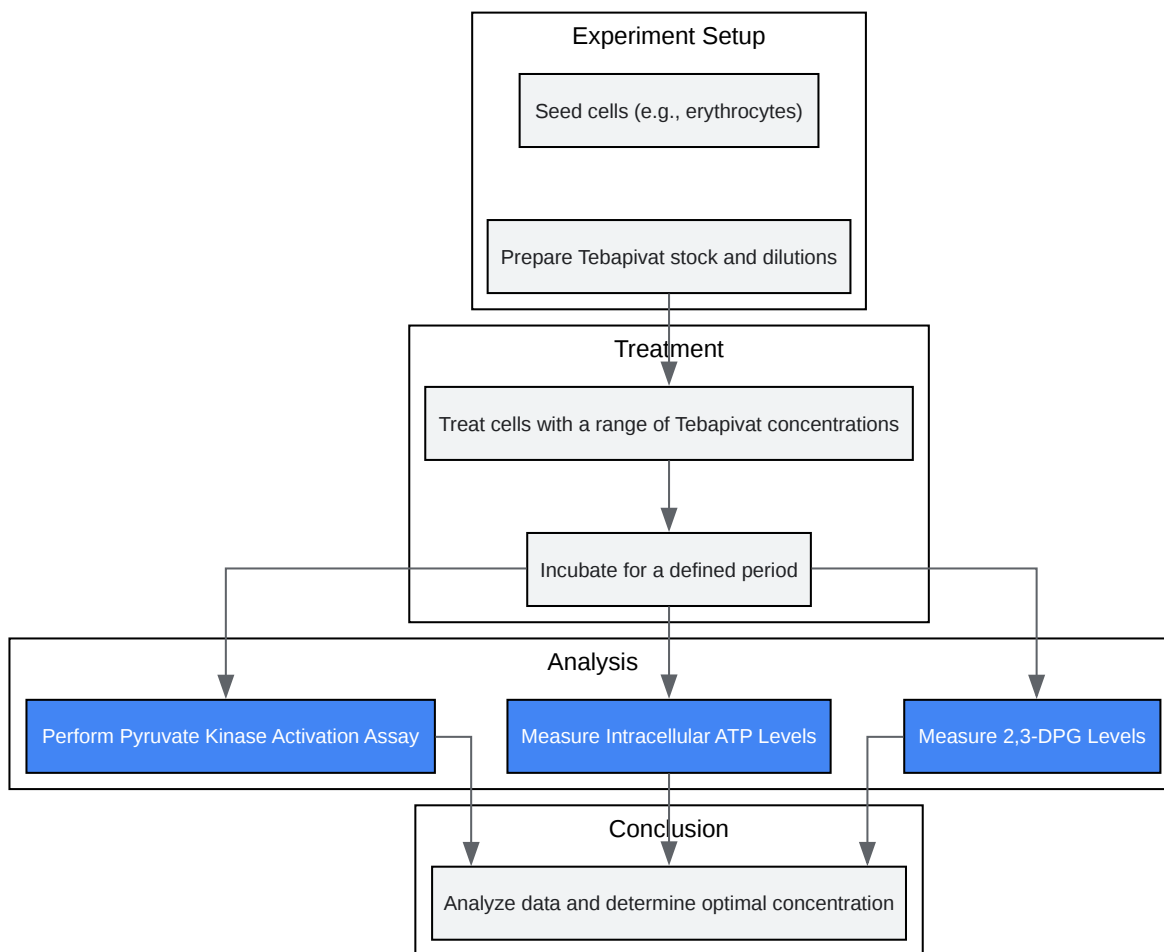 Experiment Setup
Seed cells (e.g., erythrocytes)
Prepare Tebapivat stock and dilutions
Treatment
Treat cells with a range of Tebapivat concentrations
Incubate for a defined period
Analysis
Perform Pyruvate Kinase Activation Assay
Measure Intracellular ATP Levels
Measure 2,3-DPG Levels
Conclusion
Analyze data and determine optimal concentration